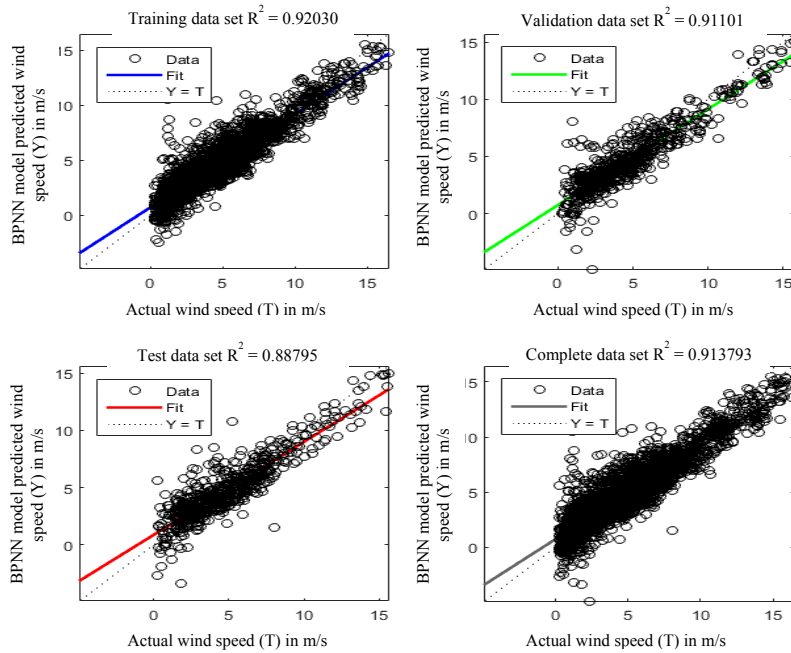 Training data set R2 = 0.92030
BPNN model predicted wind
speed (Y) in m/s
15
10
5
0
Data
Fit
Y = T
0 5 10 15
Actual wind speed (T) in m/s
Validation data set R2 = 0.91101
BPNN model predicted wind
speed (Y) in m/s
15
10
5
0
Data
Fit
Y = T
0 5 10 15
Actual wind speed (T) in m/s
Test data set R2 = 0.88795
BPNN model predicted wind
speed (Y) in m/s
15
10
5
0
Data
Fit
Y = T
0 5 10 15
Actual wind speed (T) in m/s
Complete data set R2 = 0.913793
BPNN model predicted wind
speed (Y) in m/s
15
10
5
0
Data
Fit
Y = T
0 5 10 15
Actual wind speed (T) in m/s